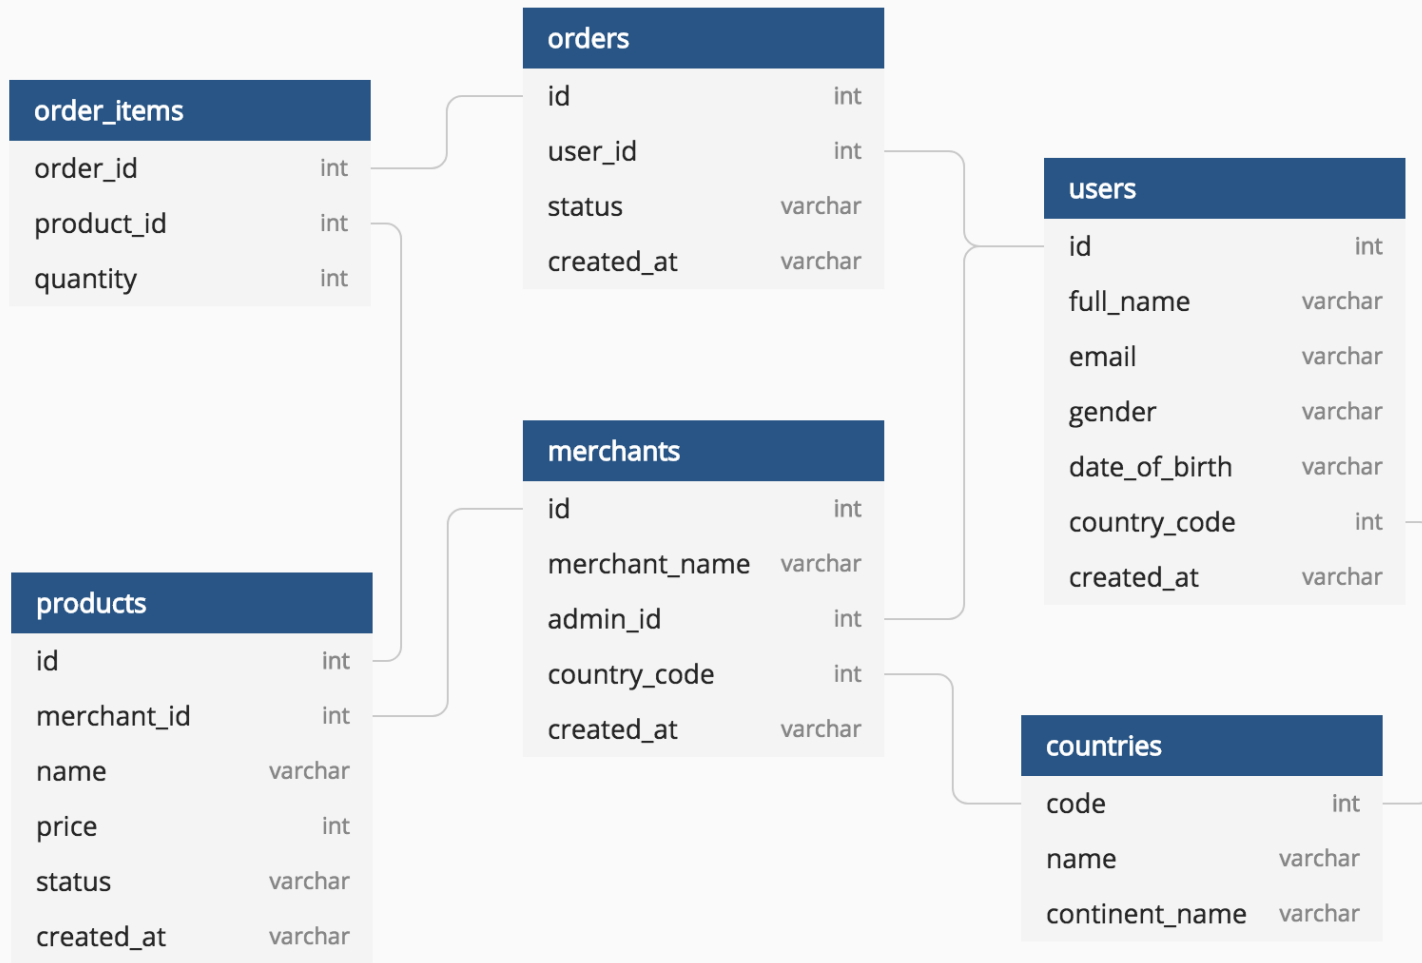 orders
id int
user_id int
status varchar
created_at varchar
order_items
order_id int
product_id int
quantity int
users
id int
full_name varchar
email varchar
gender varchar
date_of_birth varchar
country_code int
created_at varchar
merchants
id int
merchant_name varchar
admin_id int
country_code int
created_at varchar
products
id int
merchant_id int
name varchar
price int
status varchar
created_at varchar
countries
code int
name varchar
continent_name varchar